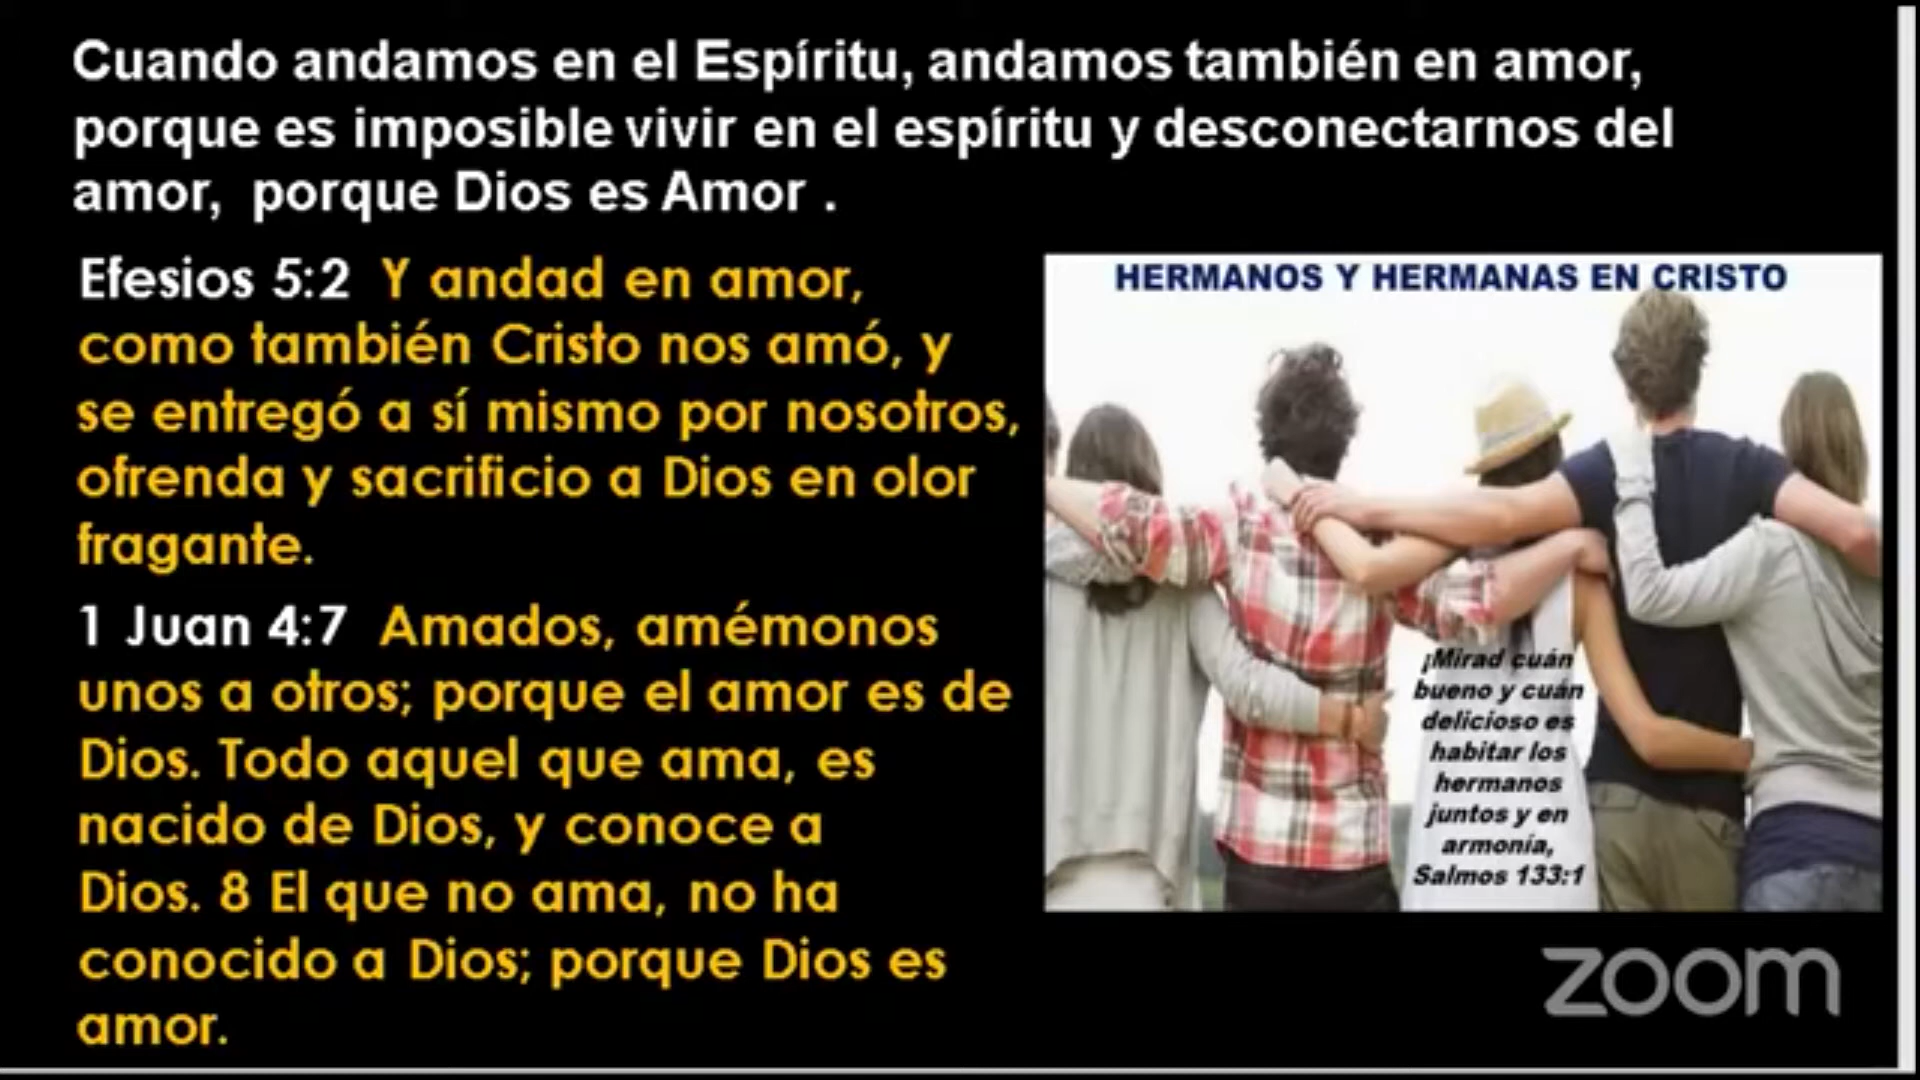 Cuando andamos en el Espíritu, andamos también en amor,
porque es imposible vivir en el espíritu y desconectarnos del
amor, porque Dios es Amor .
Efesios 5:2 Y andad en amor,
como también Cristo nos amó, y
se entregó a sí mismo por nosotros,
ofrenda y sacrificio a Dios en olor
fragante.
1 Juan 4:7 Amados, amémonos
unos a otros; porque el amor es de
Dios. Todo aquel que ama, es
nacido de Dios, y conoce a
Dios. 8 El que no ama, no ha
conocido a Dios; porque Dios es
amor.
HERMANOS Y HERMANAS EN CRISTO
¡Mirad cuán
bueno y cuán
delicioso es
habitar los
hermanos
juntos y en
armonía,
Salmos 133:1
zoom